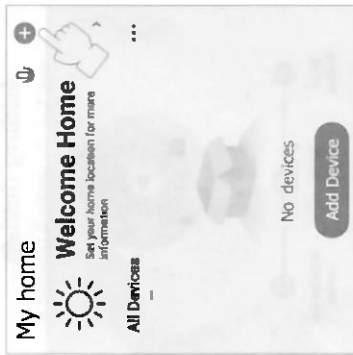 My home
Welcome Home
Set your home location for more
information
All Devices
No devices
Add Device